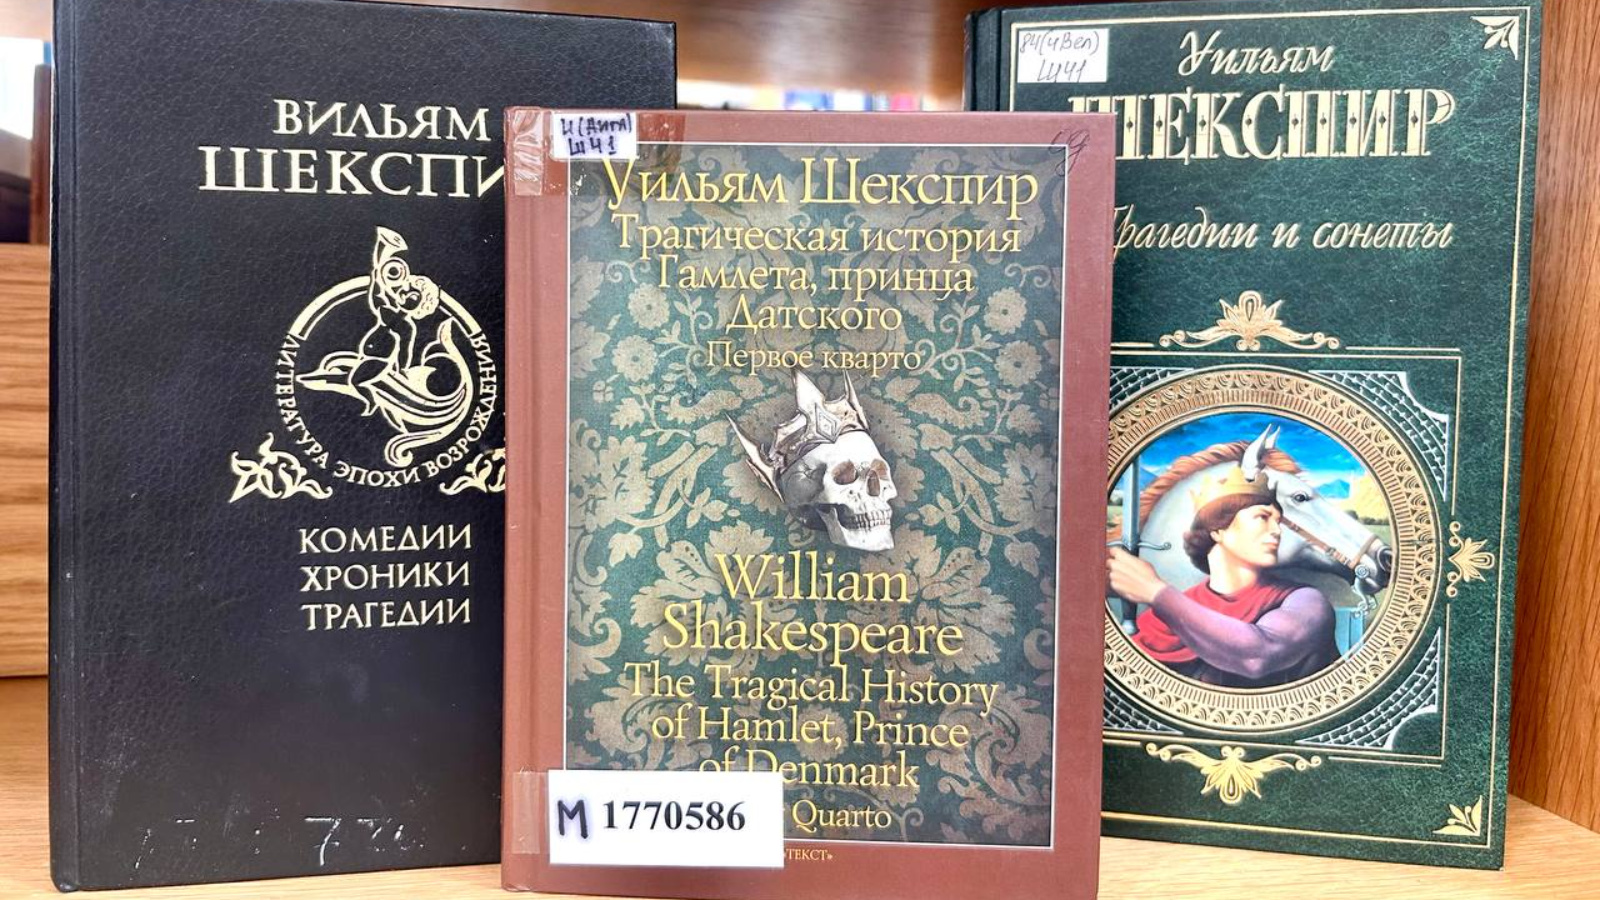 ВИЛЬЯМ
ШЕКСПИ
ЛИТЕРАТУРА ЭПОХИ ВОЗРОЖДЕНИЯ
КОМЕДИИ
ХРОНИКИ
ТРАГЕДИИ
И(Англ)
Ш41
Уильям Шекспир
Трагическая история
Гамлета, принца
Датского
Первое кварто
William
Shakespeare
The Tragical History
of Hamlet, Prince
of Denmark
Quarto
М 1770586
ТЕКСТ»
84(4Вел)
Ш41
Уильям
ШЕКСПИР
Трагедии и сонеты